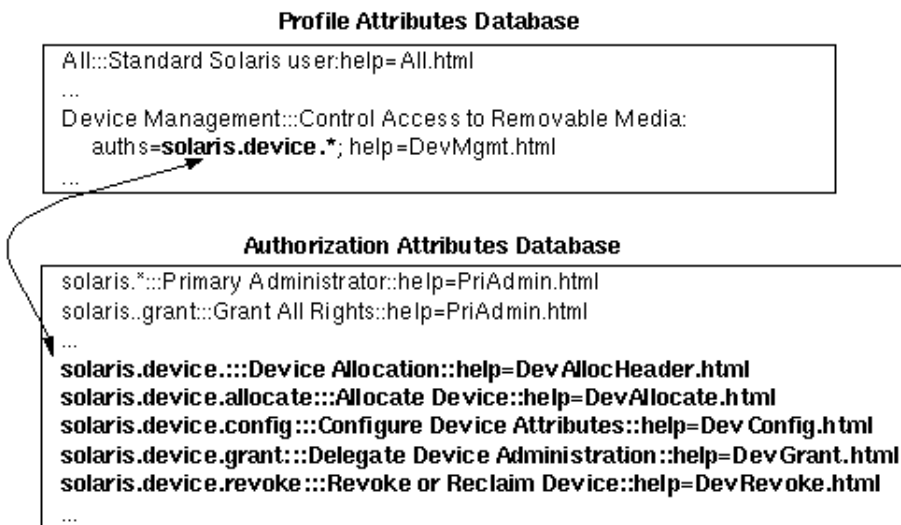 Profile Attributes Database
All:::Standard Solaris user:help=All.html
...
Device Management:::Control Access to Removable Media:
auths=solaris.device.*; help=DevMgmt.html
...
Authorization Attributes Database
solaris.*:::Primary Administrator::help=PriAdmin.html
solaris..grant:::Grant All Rights::help=PriAdmin.html
...
solaris.device.:::Device Allocation::help=DevAllocHeader.html
solaris.device.allocate:::Allocate Device::help=DevAllocate.html
solaris.device.config:::Configure Device Attributes::help=DevConfig.html
solaris.device.grant:::Delegate Device Administration::help=DevGrant.html
solaris.device.revoke:::Revoke or Reclaim Device::help=DevRevoke.html
...